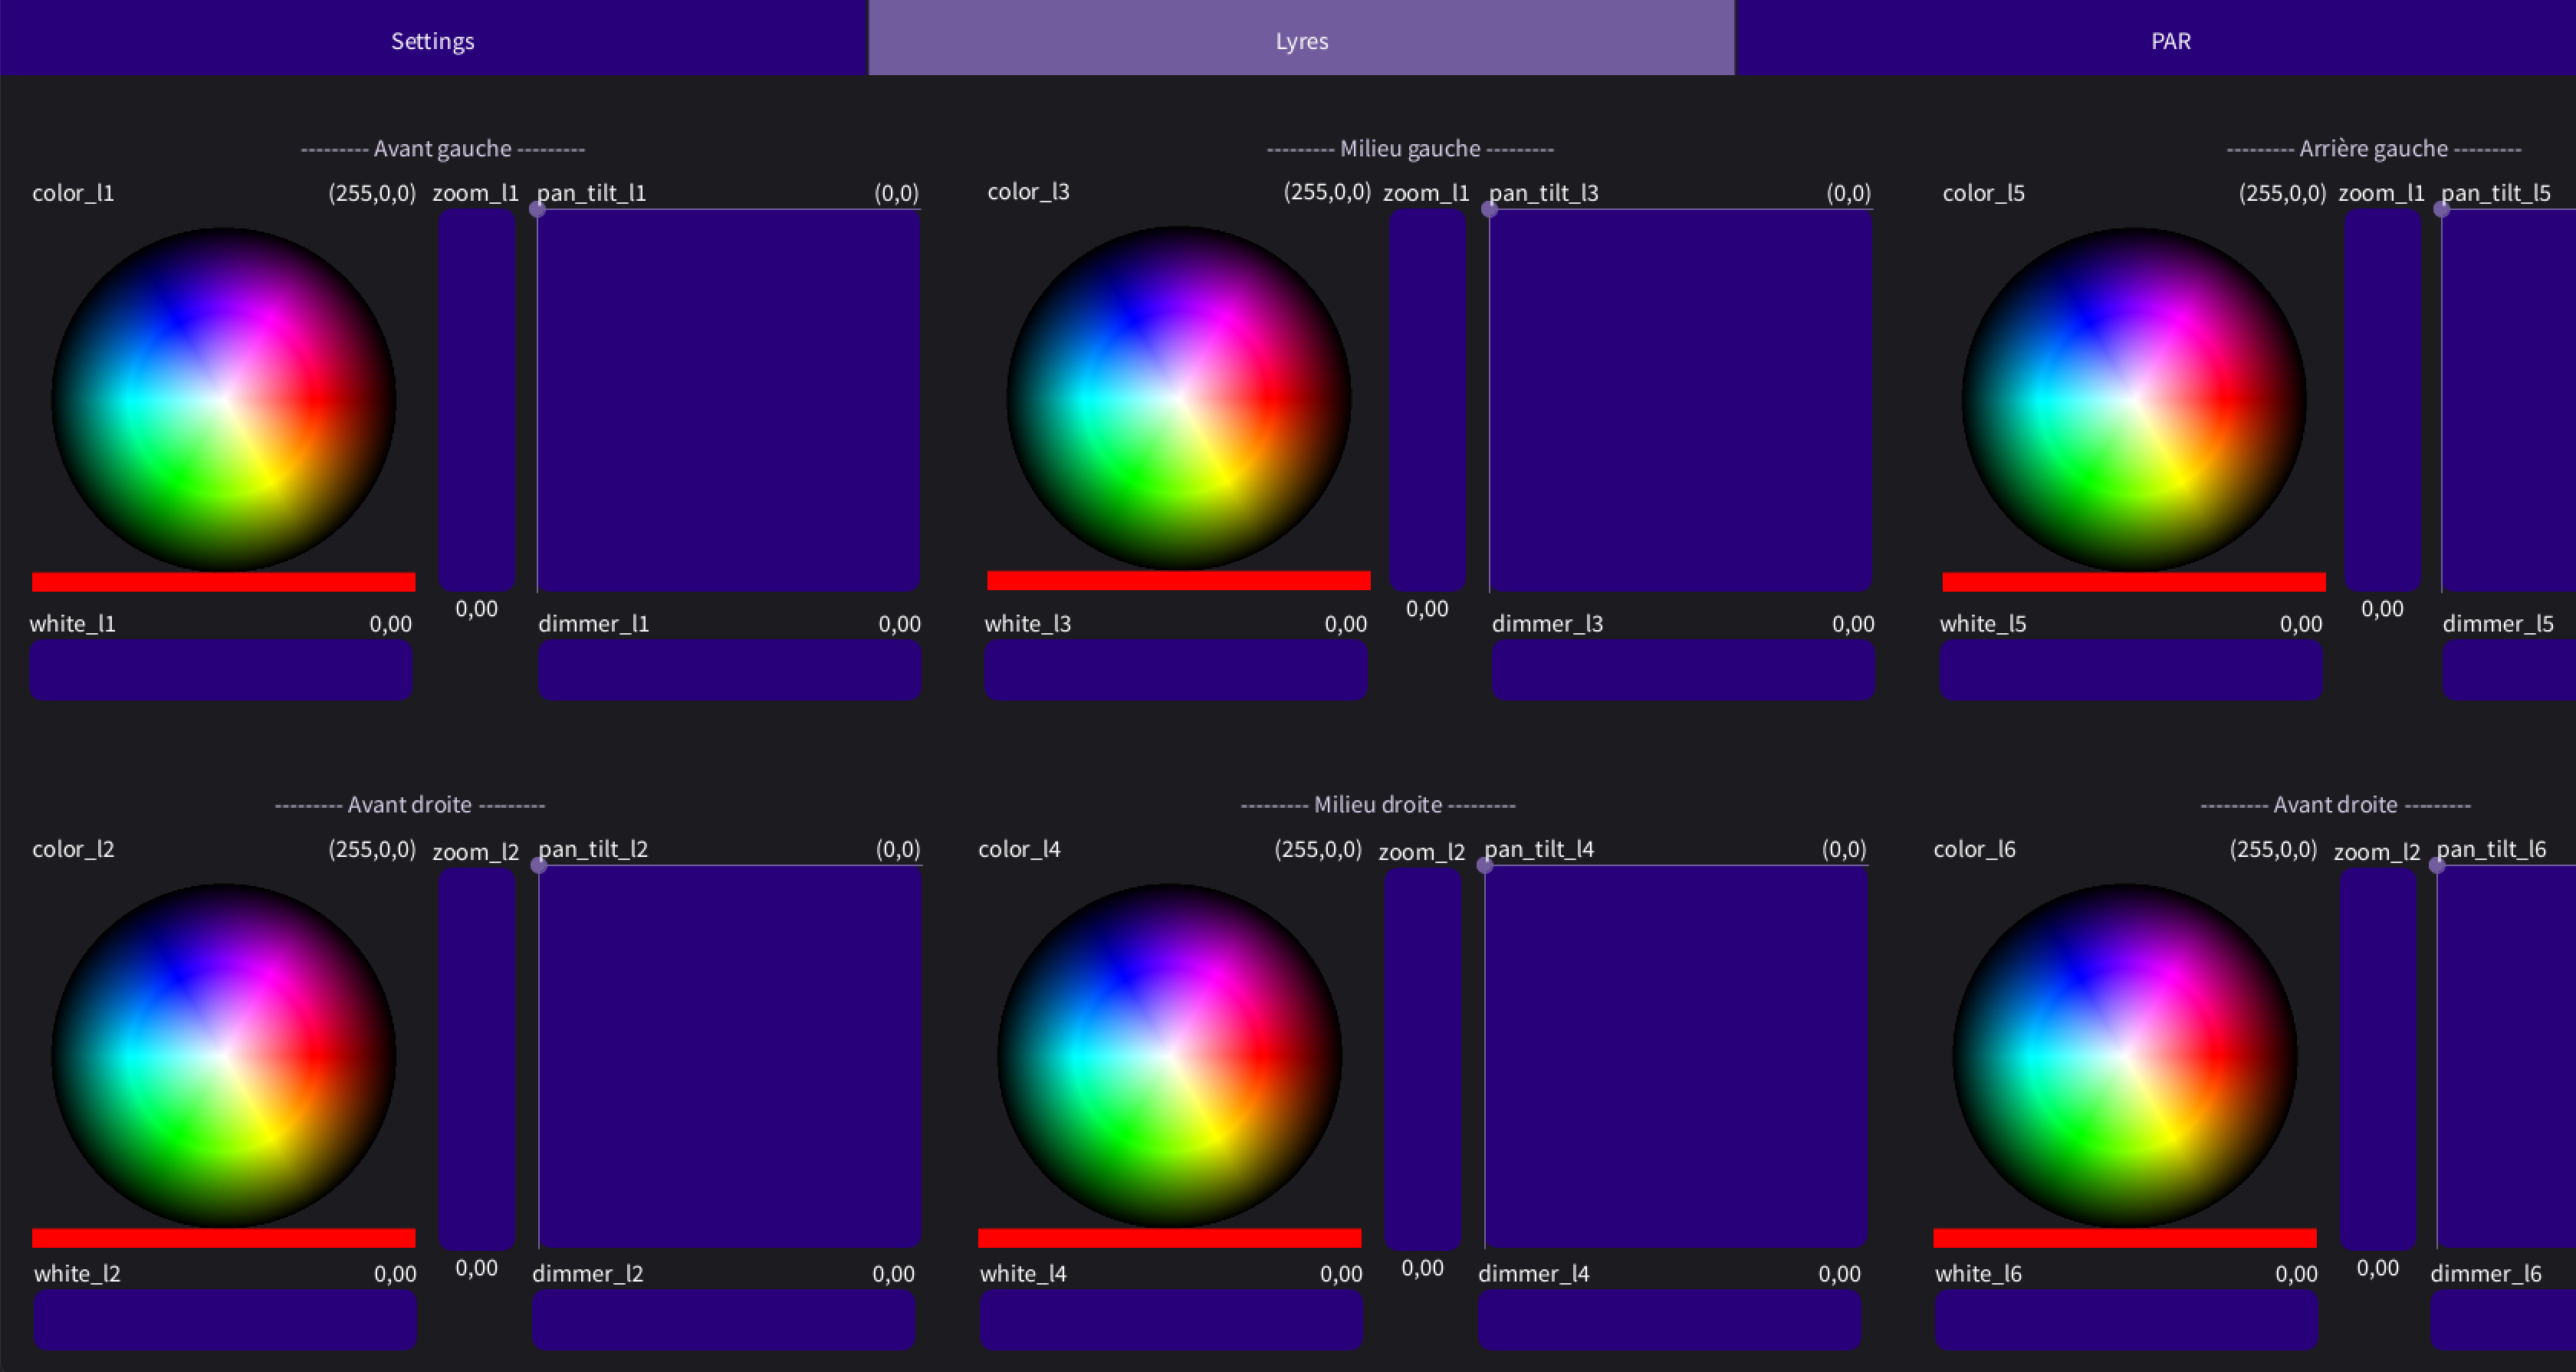 Settings Lyres PAR
--------- Avant gauche --------- --------- Milieu gauche --------- --------- Arrière gauche ---------
color_l1 (255,0,0) zoom_l1 pan_tilt_l1 (0,0) color_l3 (255,0,0) zoom_l1 pan_tilt_l3 (0,0) color_l5 (255,0,0) zoom_l1 pan_tilt_l5
0,00 0,00 0,00
white_l1 0,00 dimmer_l1 0,00 white_l3 0,00 dimmer_l3 0,00 white_l5 0,00 dimmer_l5
--------- Avant droite --------- --------- Milieu droite --------- --------- Avant droite ---------
color_l2 (255,0,0) zoom_l2 pan_tilt_l2 (0,0) color_l4 (255,0,0) zoom_l2 pan_tilt_l4 (0,0) color_l6 (255,0,0) zoom_l2 pan_tilt_l6
0,00 0,00 0,00
white_l2 0,00 dimmer_l2 0,00 white_l4 0,00 dimmer_l4 0,00 white_l6 0,00 dimmer_l6